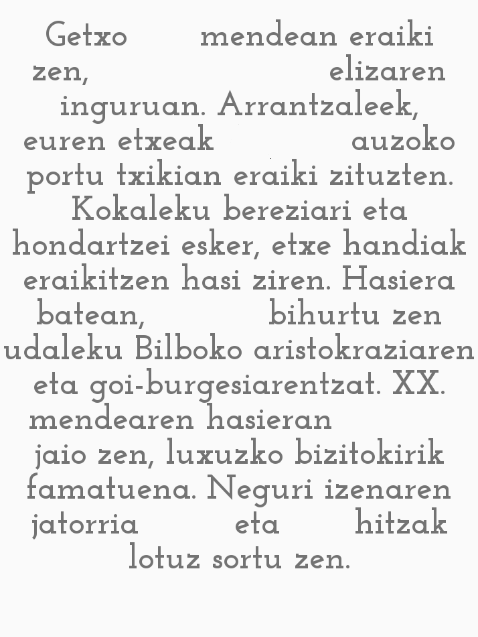 Getxo mendean eraiki
zen, elizaren
inguruan. Arrantzaleek,
euren etxeak auzoko
portu txikian eraiki zituzten.
Kokaleku bereziari eta
hondartzei esker, etxe handiak
eraikitzen hasi ziren. Hasiera
batean, bihurtu zen
udaleku Bilboko aristokraziaren
eta goi-burgesiarentzat. XX.
mendearen hasieran
jaio zen, luxuzko bizitokirik
famatuena. Neguri izenaren
jatorria eta hitzak
lotuz sortu zen.